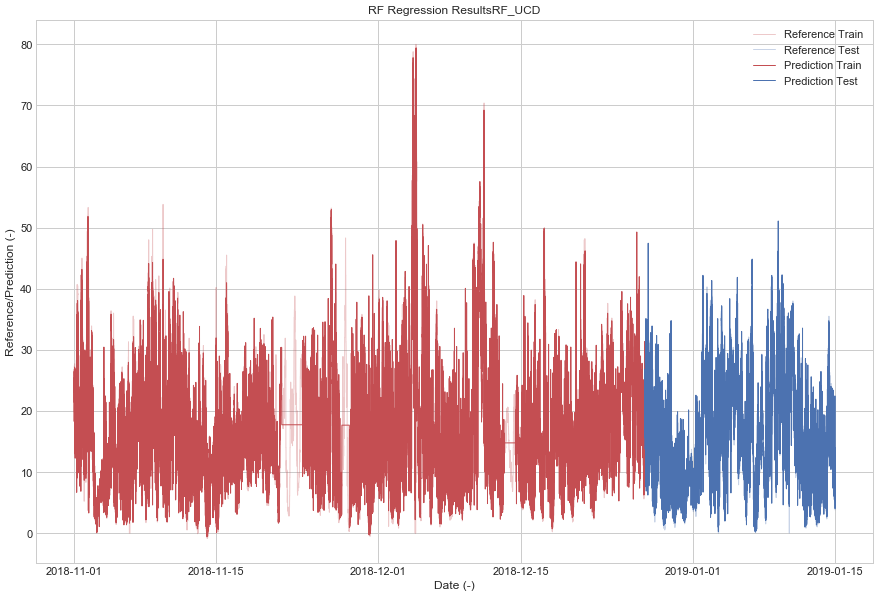 RF Regression ResultsRF_UCD
Reference Train
Reference Test
Prediction Train
Prediction Test
Reference/Prediction (-)
80
70
60
50
40
30
20
10
0
2018-11-01 2018-11-15 2018-12-01 2018-12-15 2019-01-01 2019-01-15
Date (-)